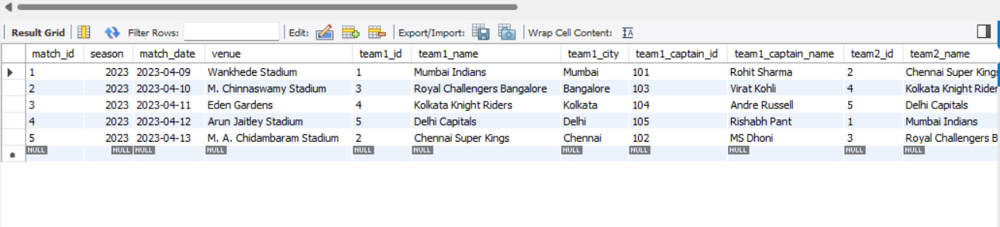 Result Grid Filter Rows: Edit: Export/Import: Wrap Cell Content:
match_id season match_date venue team1_id team1_name team1_city team1_captain_id team1_captain_name team2_id team2_name
1 2023 2023-04-09 Wankhede Stadium 1 Mumbai Indians Mumbai 101 Rohit Sharma 2 Chennai Super Kings
2 2023 2023-04-10 M. Chinnaswamy Stadium 3 Royal Challengers Bangalore Bangalore 103 Virat Kohli 4 Kolkata Knight Rider
3 2023 2023-04-11 Eden Gardens 4 Kolkata Knight Riders Kolkata 104 Andre Russell 5 Delhi Capitals
4 2023 2023-04-12 Arun Jaitley Stadium 5 Delhi Capitals Delhi 105 Rishabh Pant 1 Mumbai Indians
5 2023 2023-04-13 M. A. Chidambaram Stadium 2 Chennai Super Kings Chennai 102 MS Dhoni 3 Royal Challengers B
NULL NULL NULL NULL NULL NULL NULL NULL NULL NULL NULL